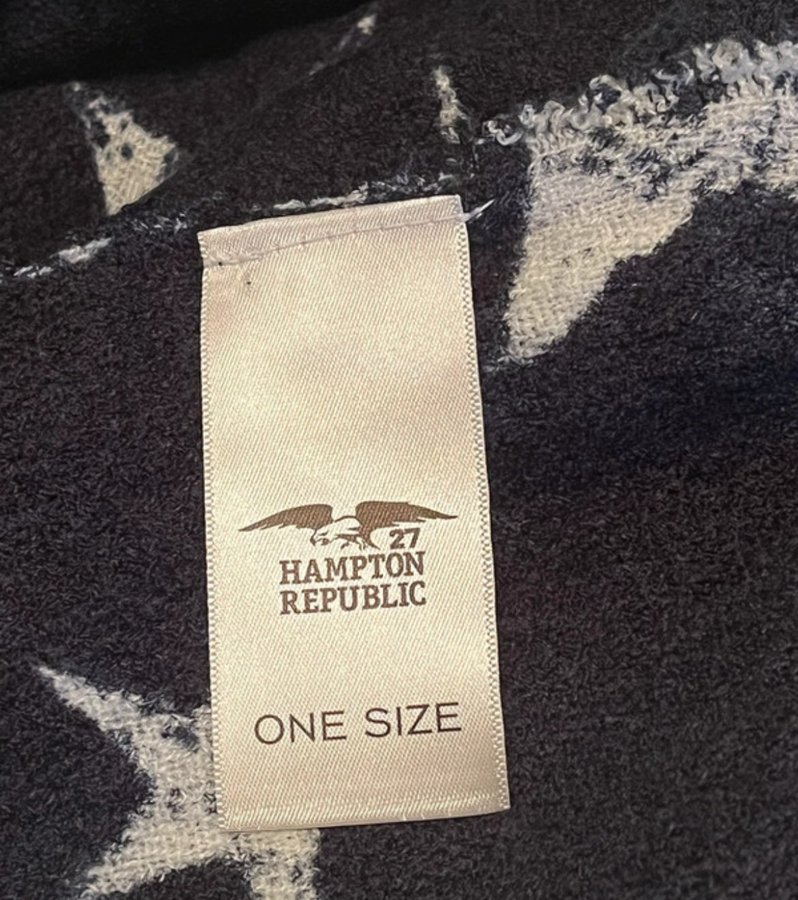 27
HAMPTON
REPUBLIC
ONE SIZE